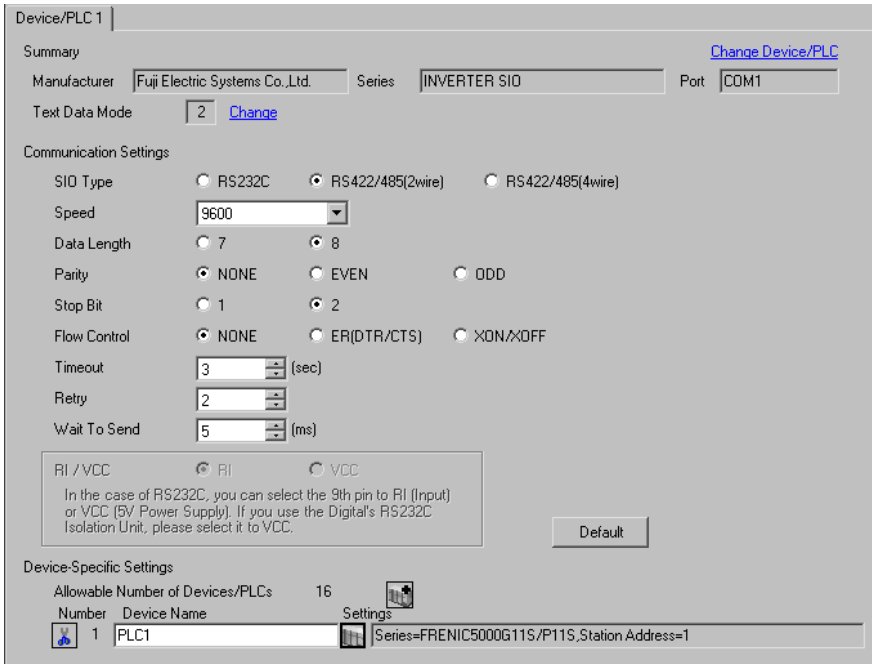 Device/PLC 1
Summary Change Device/PLC
Manufacturer Fuji Electric Systems Co.,Ltd. Series INVERTER SIO Port COM1
Text Data Mode 2 Change
Communication Settings
SIO Type RS232C RS422/485(2wire) RS422/485(4wire)
Speed 9600
Data Length 7 8
Parity NONE EVEN ODD
Stop Bit 1 2
Flow Control NONE ER(DTR/CTS) XON/XOFF
Timeout 3 (sec)
Retry 2
Wait To Send 5 (ms)
RI / VCC RI VCC
In the case of RS232C, you can select the 9th pin to RI (Input)
or VCC (5V Power Supply). If you use the Digital's RS232C
Isolation Unit, please select it to VCC.
Default
Device-Specific Settings
Allowable Number of Devices/PLCs 16
Number Device Name Settings
1 PLC1 Series=FRENIC5000G11S/P11S,Station Address=1